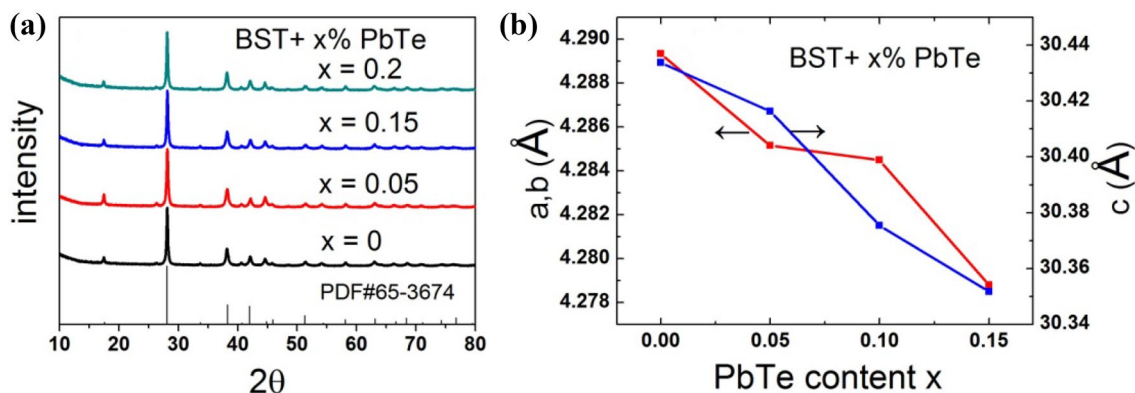 (a)
BST+ x% PbTe
x = 0.2
x = 0.15
x = 0.05
x = 0
PDF#65-3674
intensity
10 20 30 40 50 60 70 80
2θ
(b)
BST+ x% PbTe
4.290
4.288
4.286
4.284
4.282
4.280
4.278
a,b (Å)
30.44
30.42
30.40
30.38
30.36
30.34
c (Å)
0.00 0.05 0.10 0.15
PbTe content x